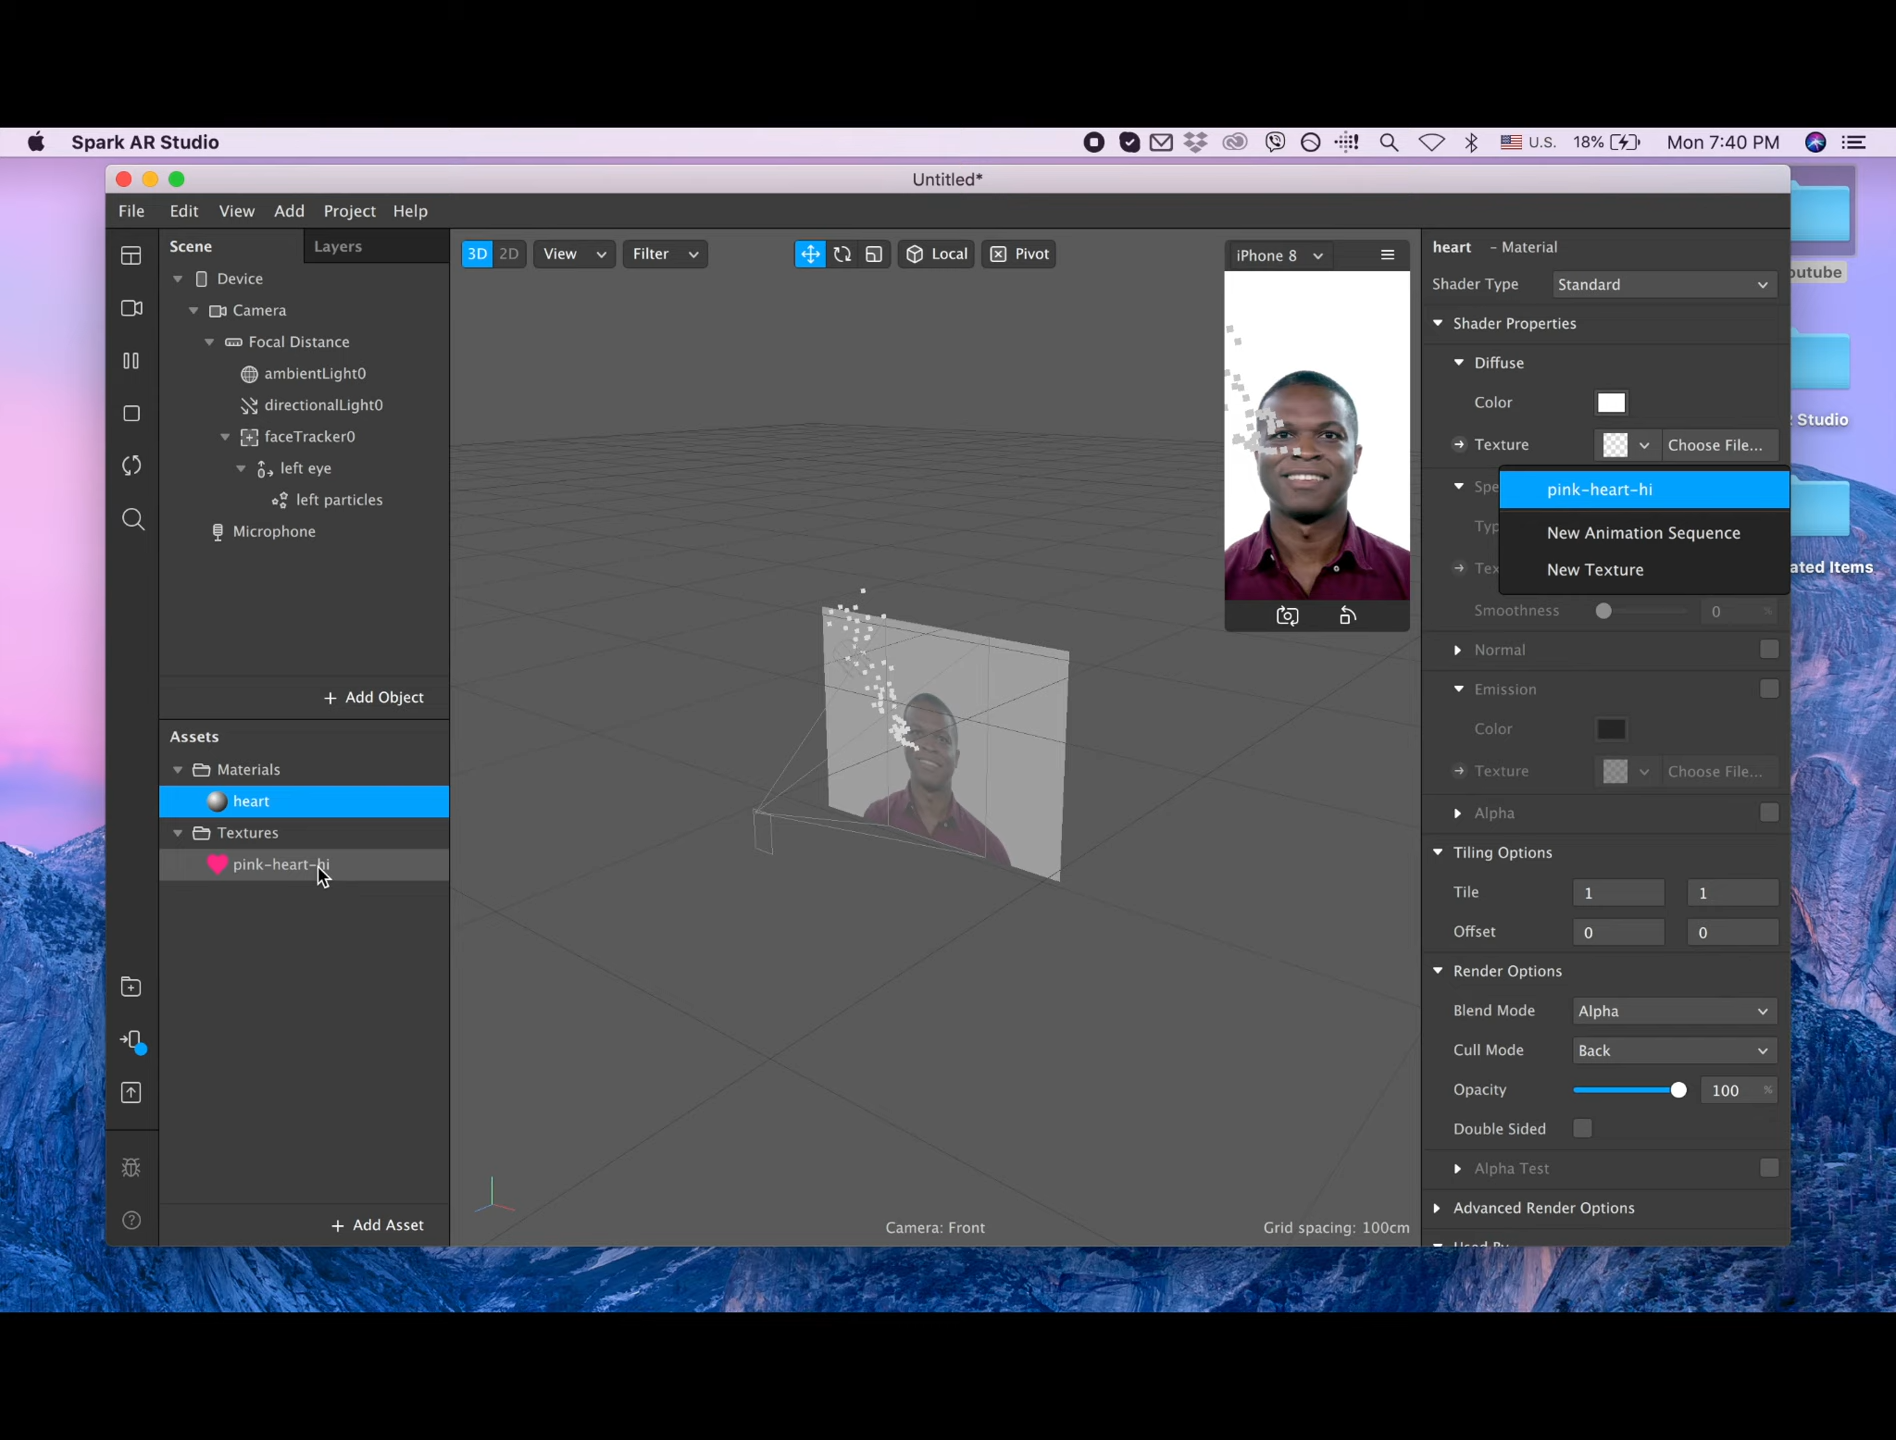 Spark AR Studio
U.S.
18%
Mon 7:40 PM
Untitled*
File Edit View Add Project Help
Scene
Layers
Device
Camera
Focal Distance
ambientLight0
directionalLight0
faceTracker0
left eye
left particles
Microphone
+ Add Object
Assets
Materials
heart
Textures
pink-heart-hi
+ Add Asset
3D 2D
View
Filter
Local
Pivot
iPhone 8
Camera: Front
Grid spacing: 100cm
heart - Material
Shader Type Standard
Shader Properties
Diffuse
Color
Texture Choose File...
pink-heart-hi
New Animation Sequence
New Texture
Spe
Typ
Tex
Smoothness 0 %
Normal
Emission
Color
Texture Choose File...
Alpha
Tiling Options
Tile 1 1
Offset 0 0
Render Options
Blend Mode Alpha
Cull Mode Back
Opacity 100 %
Double Sided
Alpha Test
Advanced Render Options
outube
R Studio
ated Items